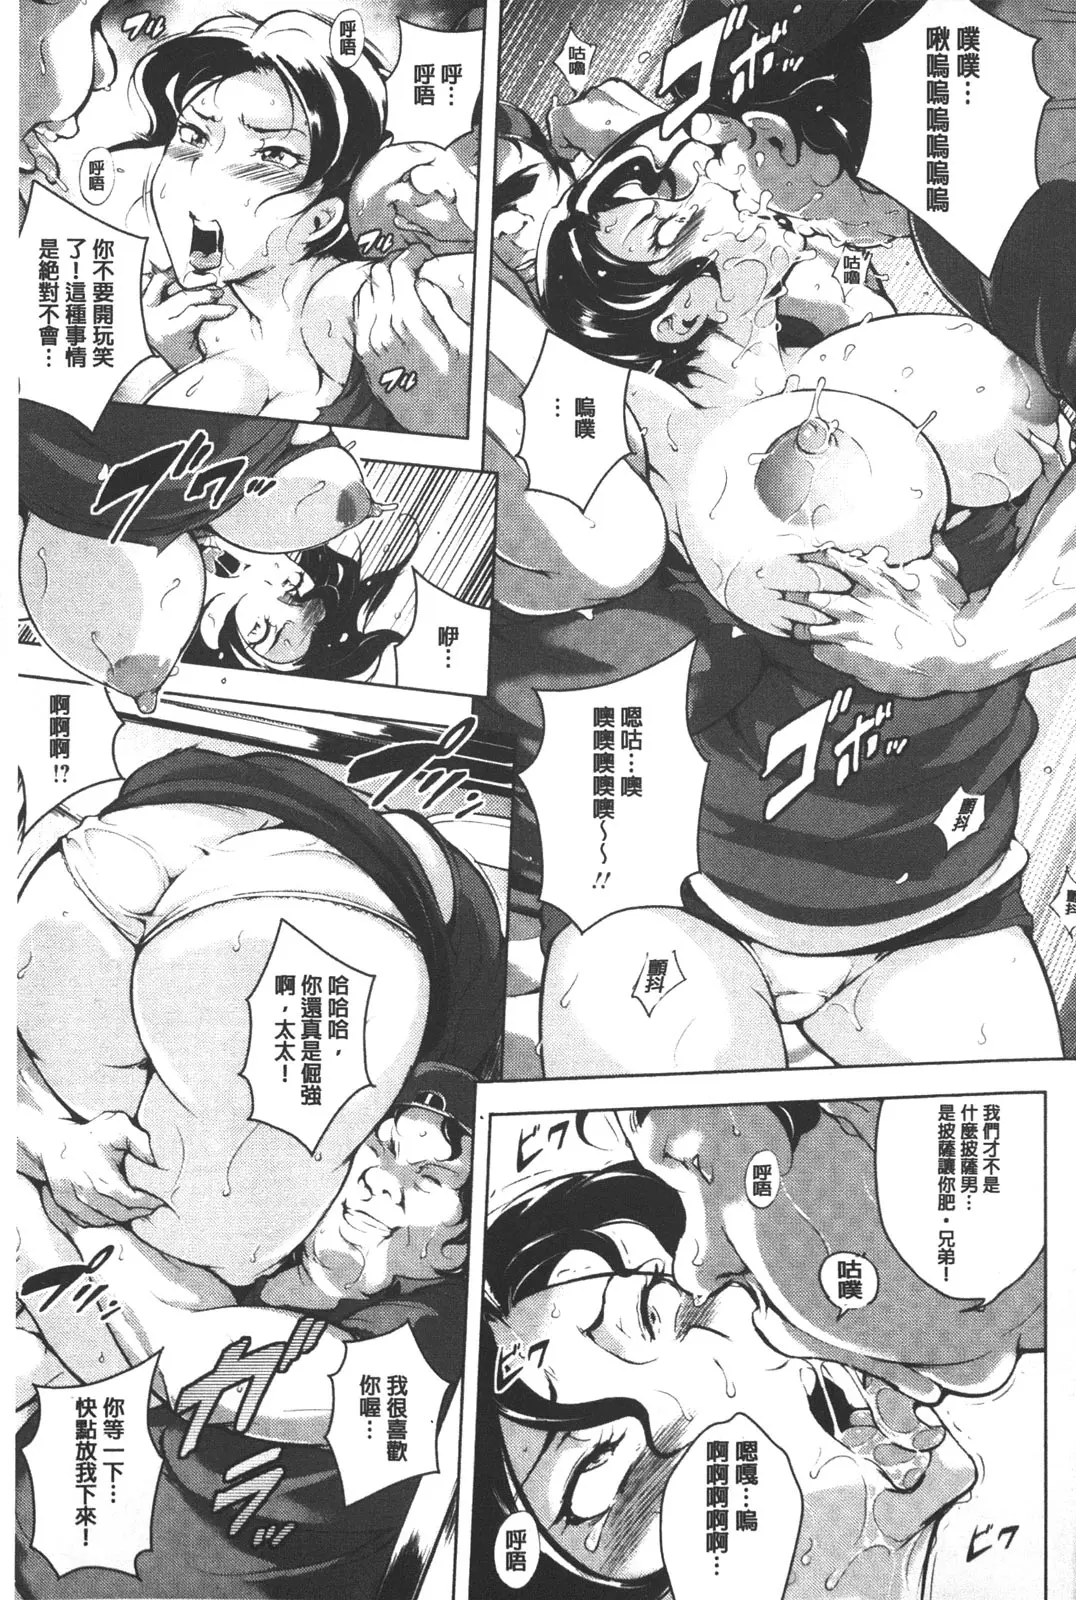 噗噗…
啾嗚嗚嗚嗚嗚嗚
ゴボッ
咕嚕
咕嚕
嗚噗
…
嗯咕…噢
噢噢噢噢噢～～!!
ゴボッ
顫抖
顫抖
顫抖
我們才不是
什麼披薩男…
是披薩讓你肥·兄弟！
ビク
ビク
呼唔
咕噗
嗯嘎…嗚
啊啊啊啊啊…
呼唔
ビク
呼唔
呼…
呼唔
呼唔
你不要開玩笑
了！這種事情
是絕對不會…
ブル
ブル
ブワッ
咿…
啊啊啊!?
哈哈哈，
你還真是倔強
啊，太太！
我很喜歡
你喔…
你等一下…
快點放我下來！